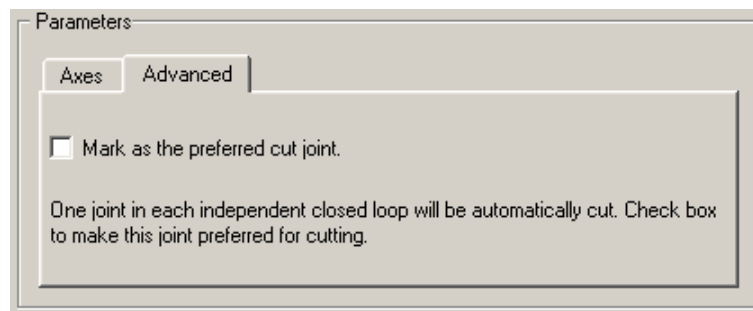 Parameters
Axes Advanced
Mark as the preferred cut joint.
One joint in each independent closed loop will be automatically cut. Check box
to make this joint preferred for cutting.